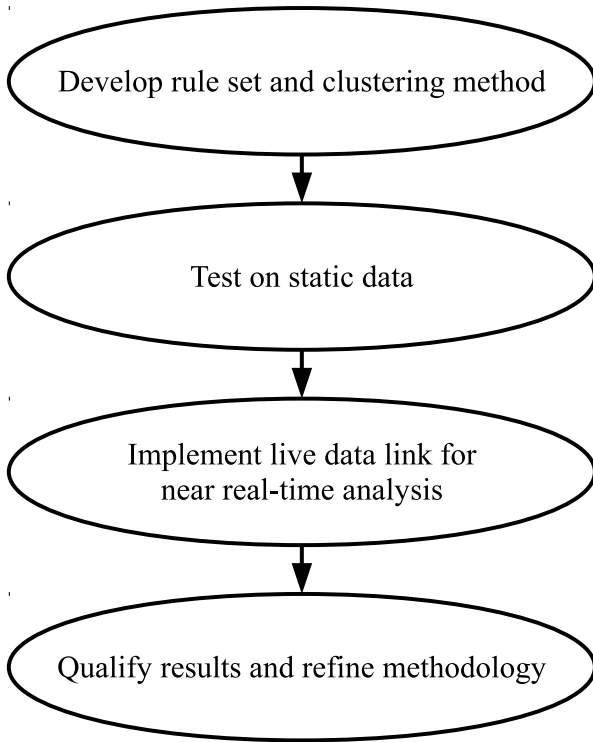 Develop rule set and clustering method
Test on static data
Implement live data link for
near real-time analysis
Qualify results and refine methodology